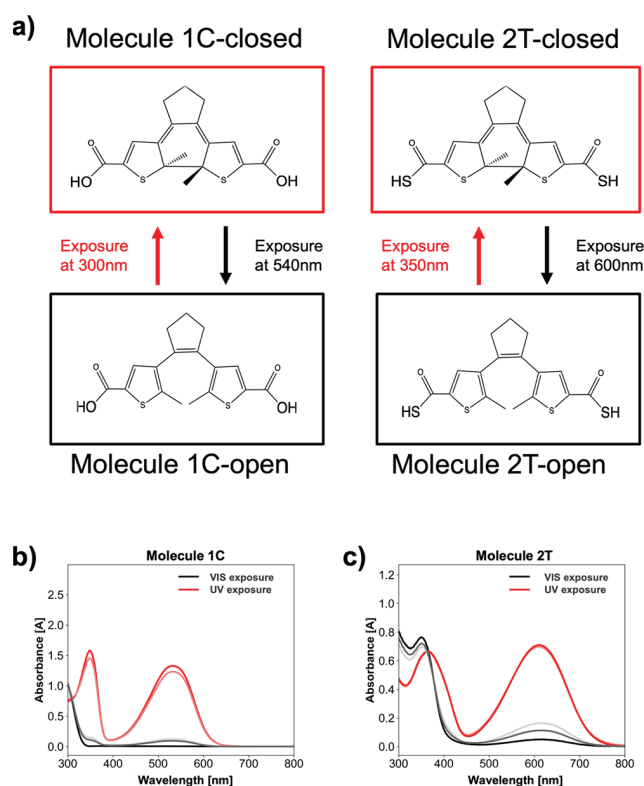 a)
Molecule 1C-closed
Molecule 2T-closed
O
HO
S
S
O
OH
O
HS
S
S
O
SH
Exposure
at 300nm
Exposure
at 540nm
Exposure
at 350nm
Exposure
at 600nm
O
HO
S
S
O
OH
O
HS
S
S
O
SH
Molecule 1C-open
Molecule 2T-open
b)
Molecule 1C
VIS exposure
UV exposure
Absorbance [A]
2.5
2.0
1.5
1.0
0.5
0.0
300 400 500 600 700 800
Wavelength [nm]
c)
Molecule 2T
VIS exposure
UV exposure
Absorbance [A]
1.2
1.0
0.8
0.6
0.4
0.2
0.0
300 400 500 600 700 800
Wavelength [nm]